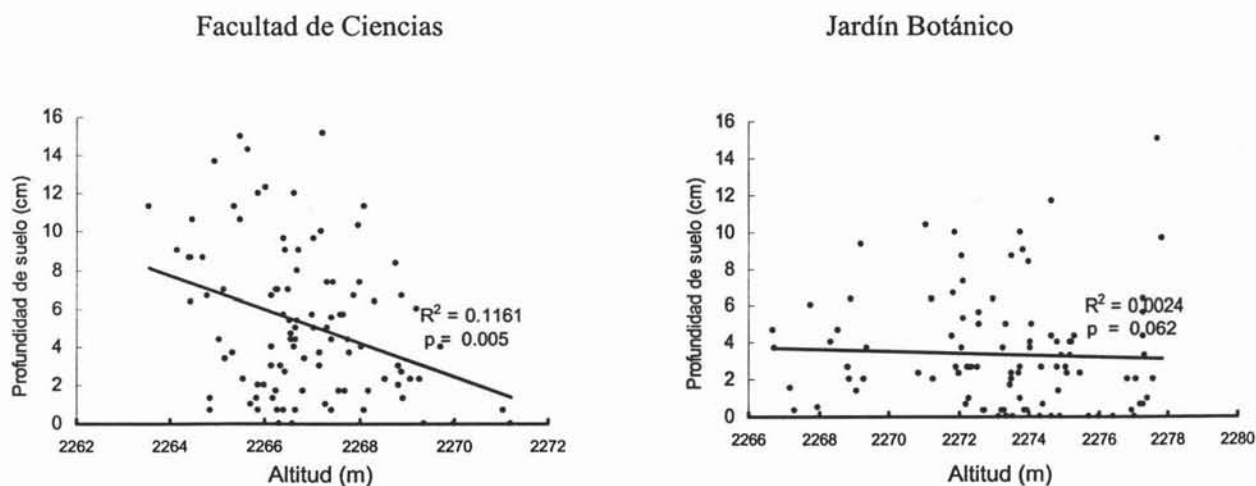 Facultad de Ciencias
16
14
12
10
8
6
4
2
0
Profundidad de suelo (cm)
R² = 0.1161
p = 0.005
2262 2264 2266 2268 2270 2272
Altitud (m)
Jardín Botánico
16
14
12
10
8
6
4
2
0
Profundidad de suelo (cm)
R² = 0.0024
p = 0.062
2266 2268 2270 2272 2274 2276 2278 2280
Altitud (m)